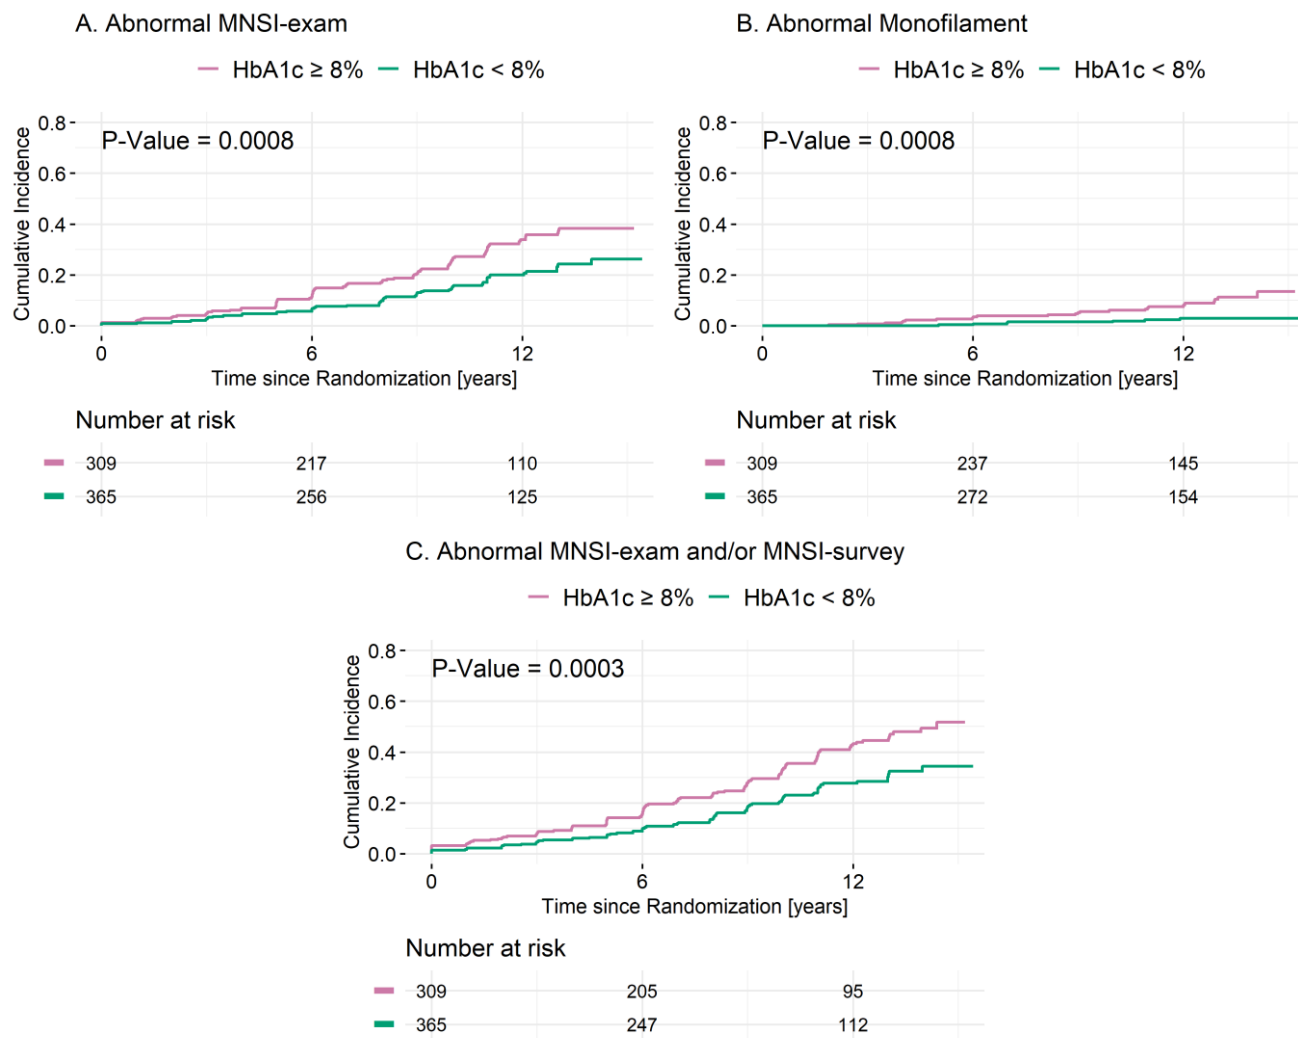 A. Abnormal MNSI-exam
HbA1c ≥ 8% HbA1c < 8%
P-Value = 0.0008
Cumulative Incidence
0.8
0.6
0.4
0.2
0.0
0 6 12
Time since Randomization [years]
Number at risk
309 217 110
365 256 125
B. Abnormal Monofilament
HbA1c ≥ 8% HbA1c < 8%
P-Value = 0.0008
Cumulative Incidence
0.8
0.6
0.4
0.2
0.0
0 6 12
Time since Randomization [years]
Number at risk
309 237 145
365 272 154
C. Abnormal MNSI-exam and/or MNSI-survey
HbA1c ≥ 8% HbA1c < 8%
P-Value = 0.0003
Cumulative Incidence
0.8
0.6
0.4
0.2
0.0
0 6 12
Time since Randomization [years]
Number at risk
309 205 95
365 247 112